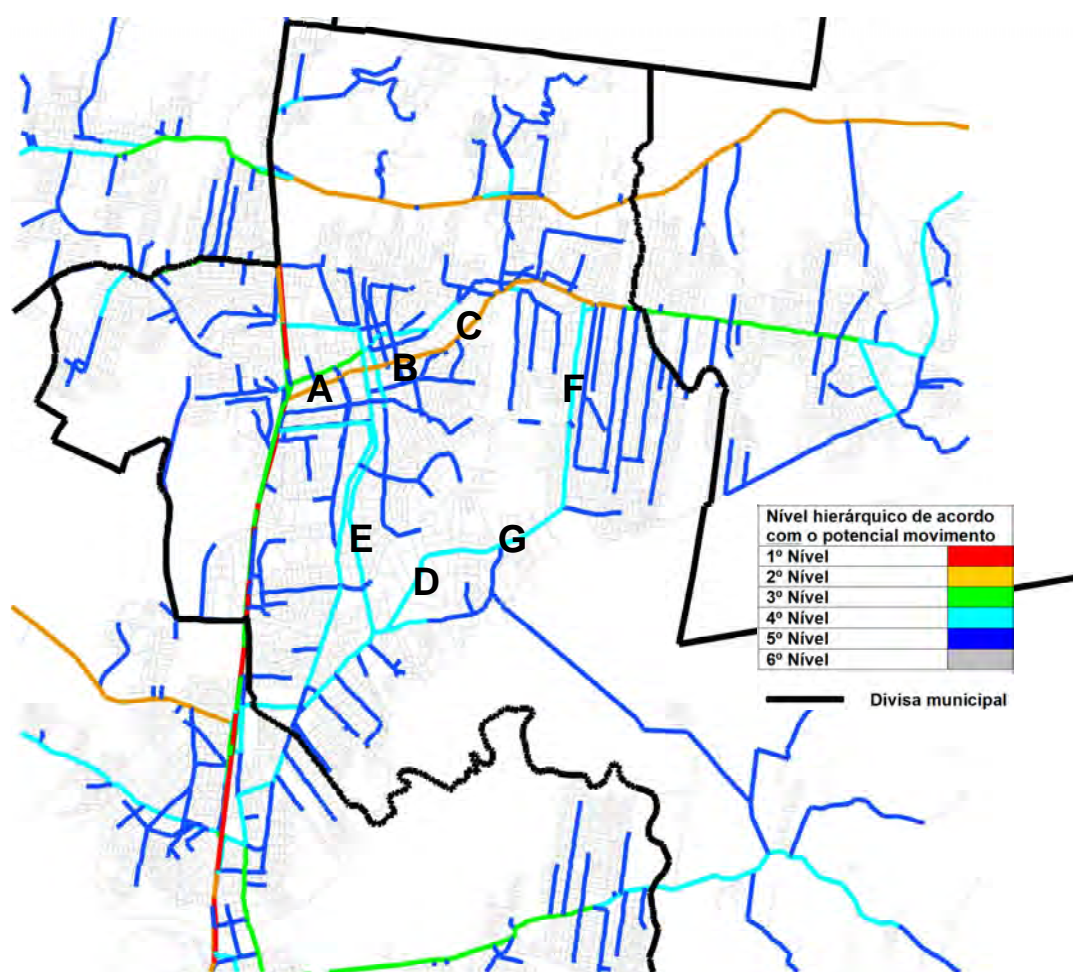 C
B
A
F
E
G
D
Nível hierárquico de acordo
com o potencial movimento
1º Nível
2º Nível
3º Nível
4º Nível
5º Nível
6º Nível
Divisa municipal